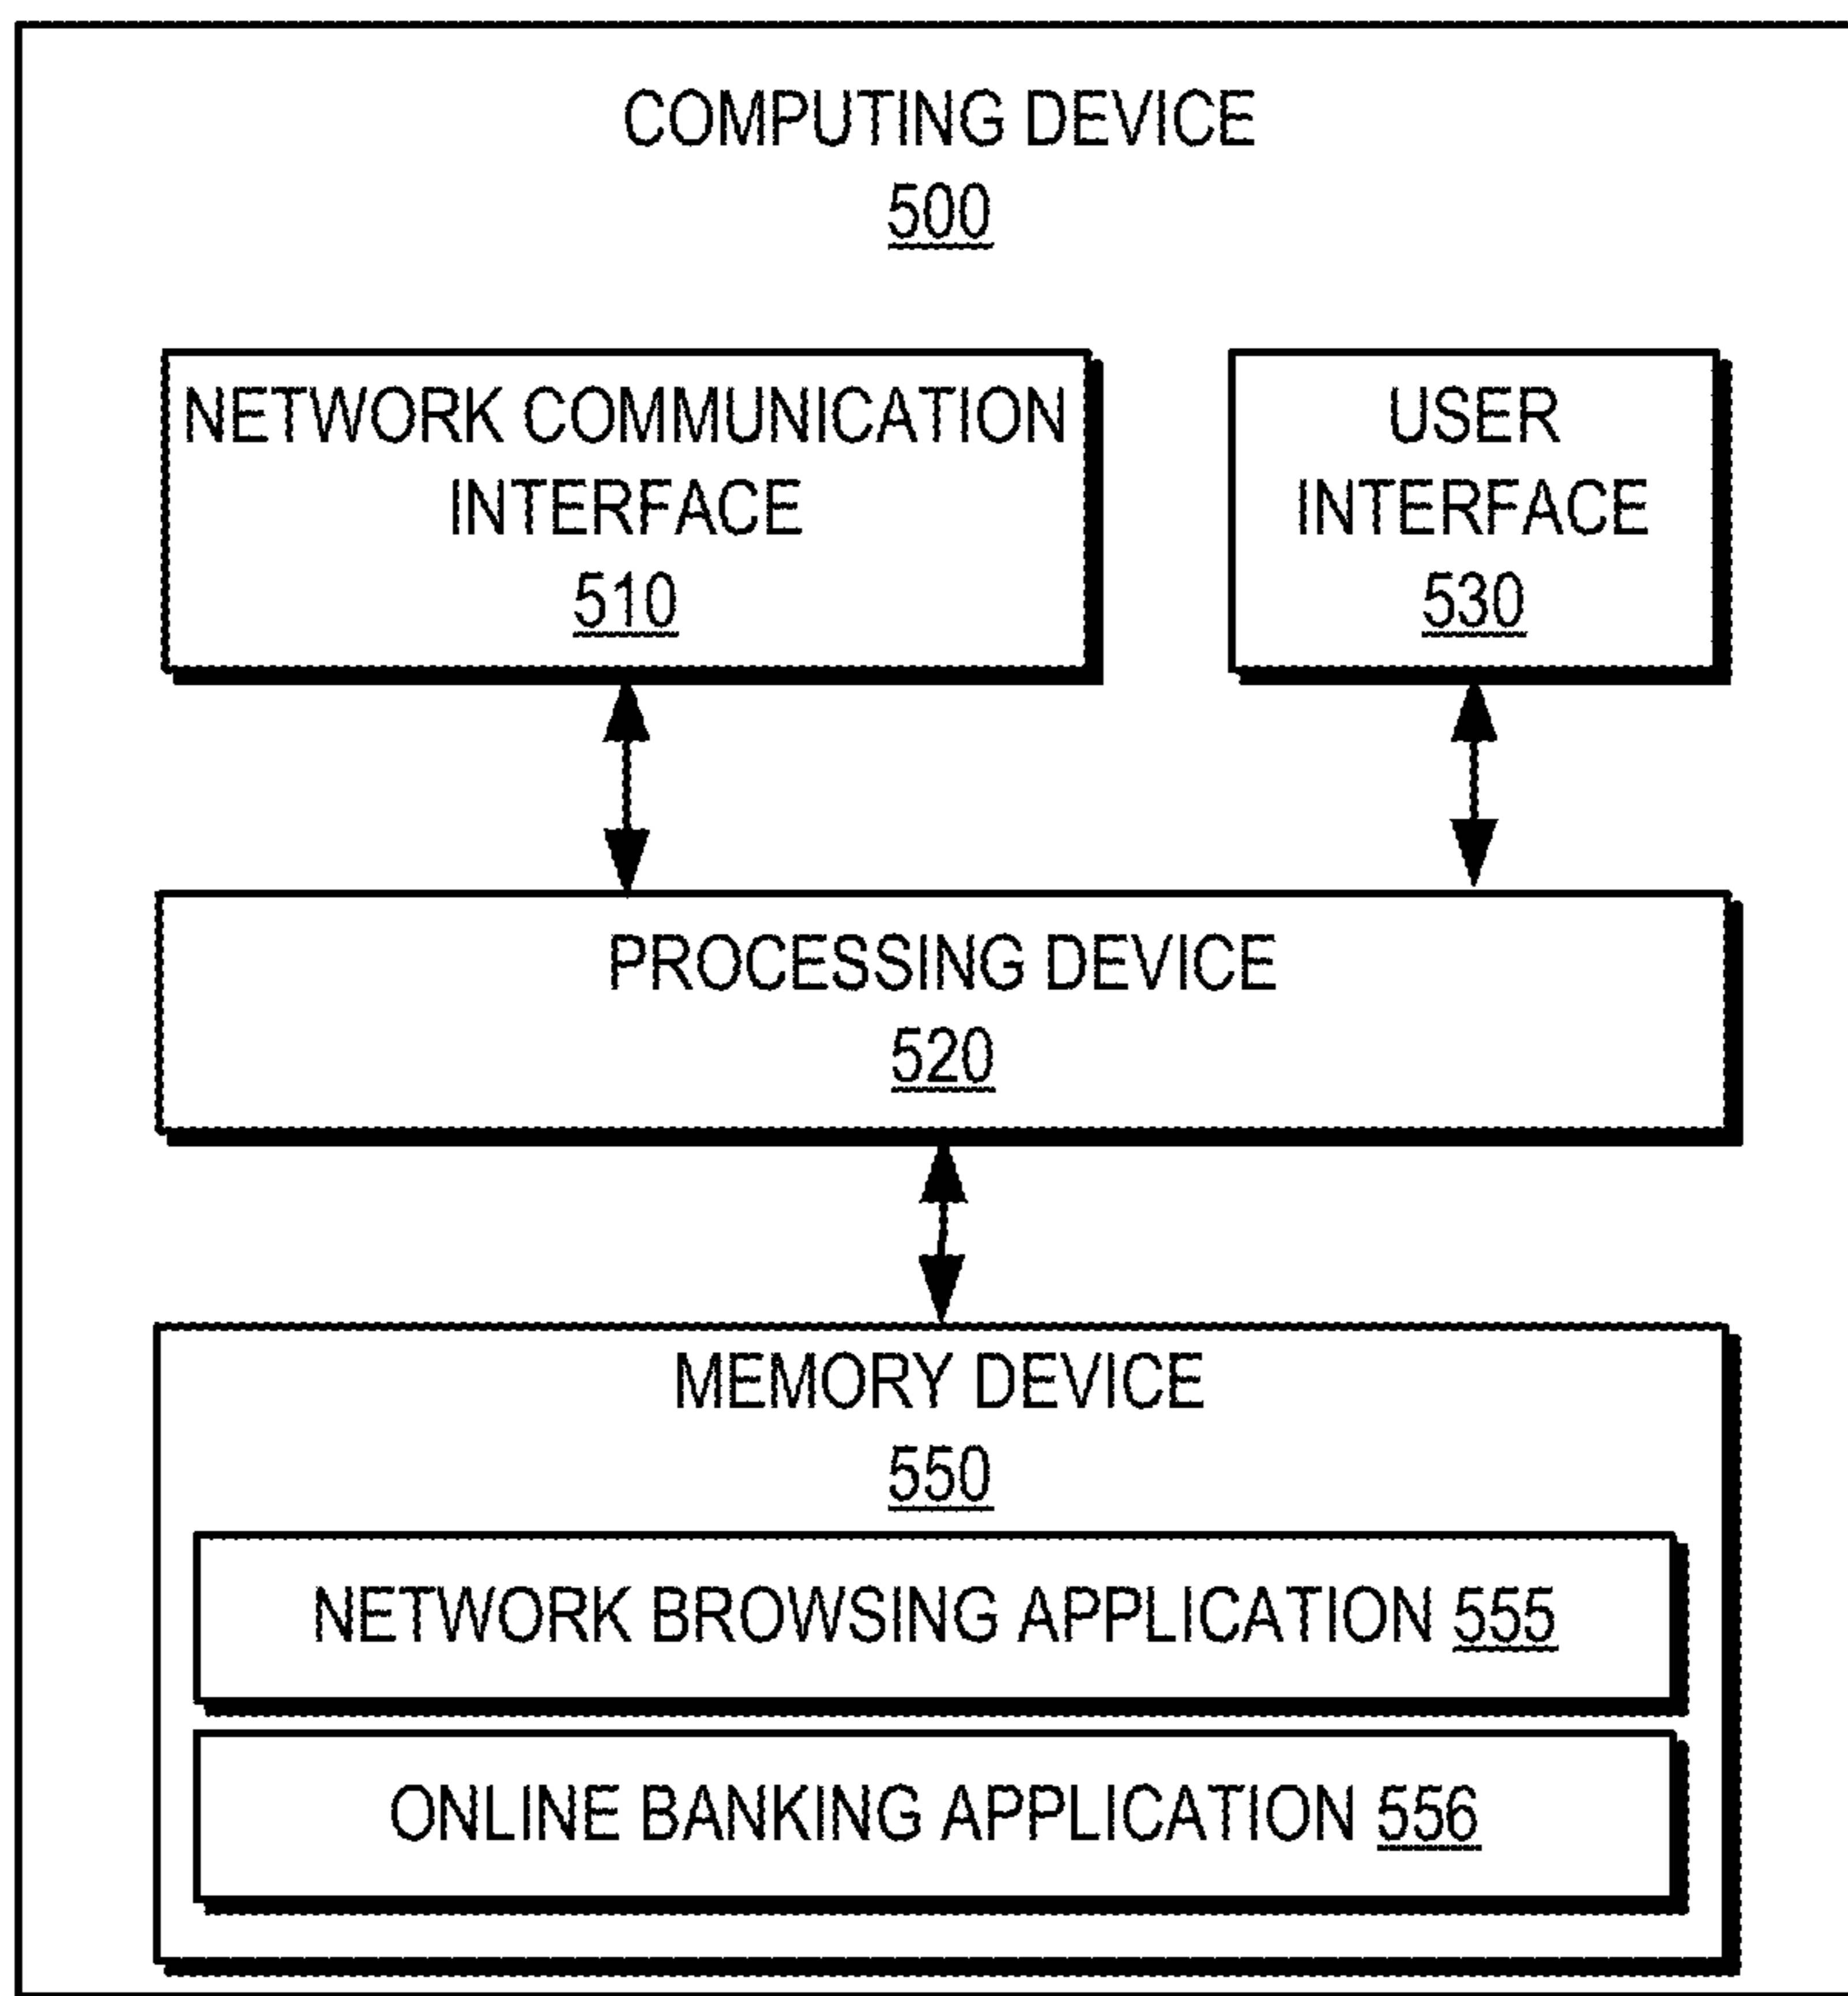 COMPUTING DEVICE
500
NETWORK COMMUNICATION
INTERFACE
510
USER
INTERFACE
530
PROCESSING DEVICE
520
MEMORY DEVICE
550
NETWORK BROWSING APPLICATION 555
ONLINE BANKING APPLICATION 556